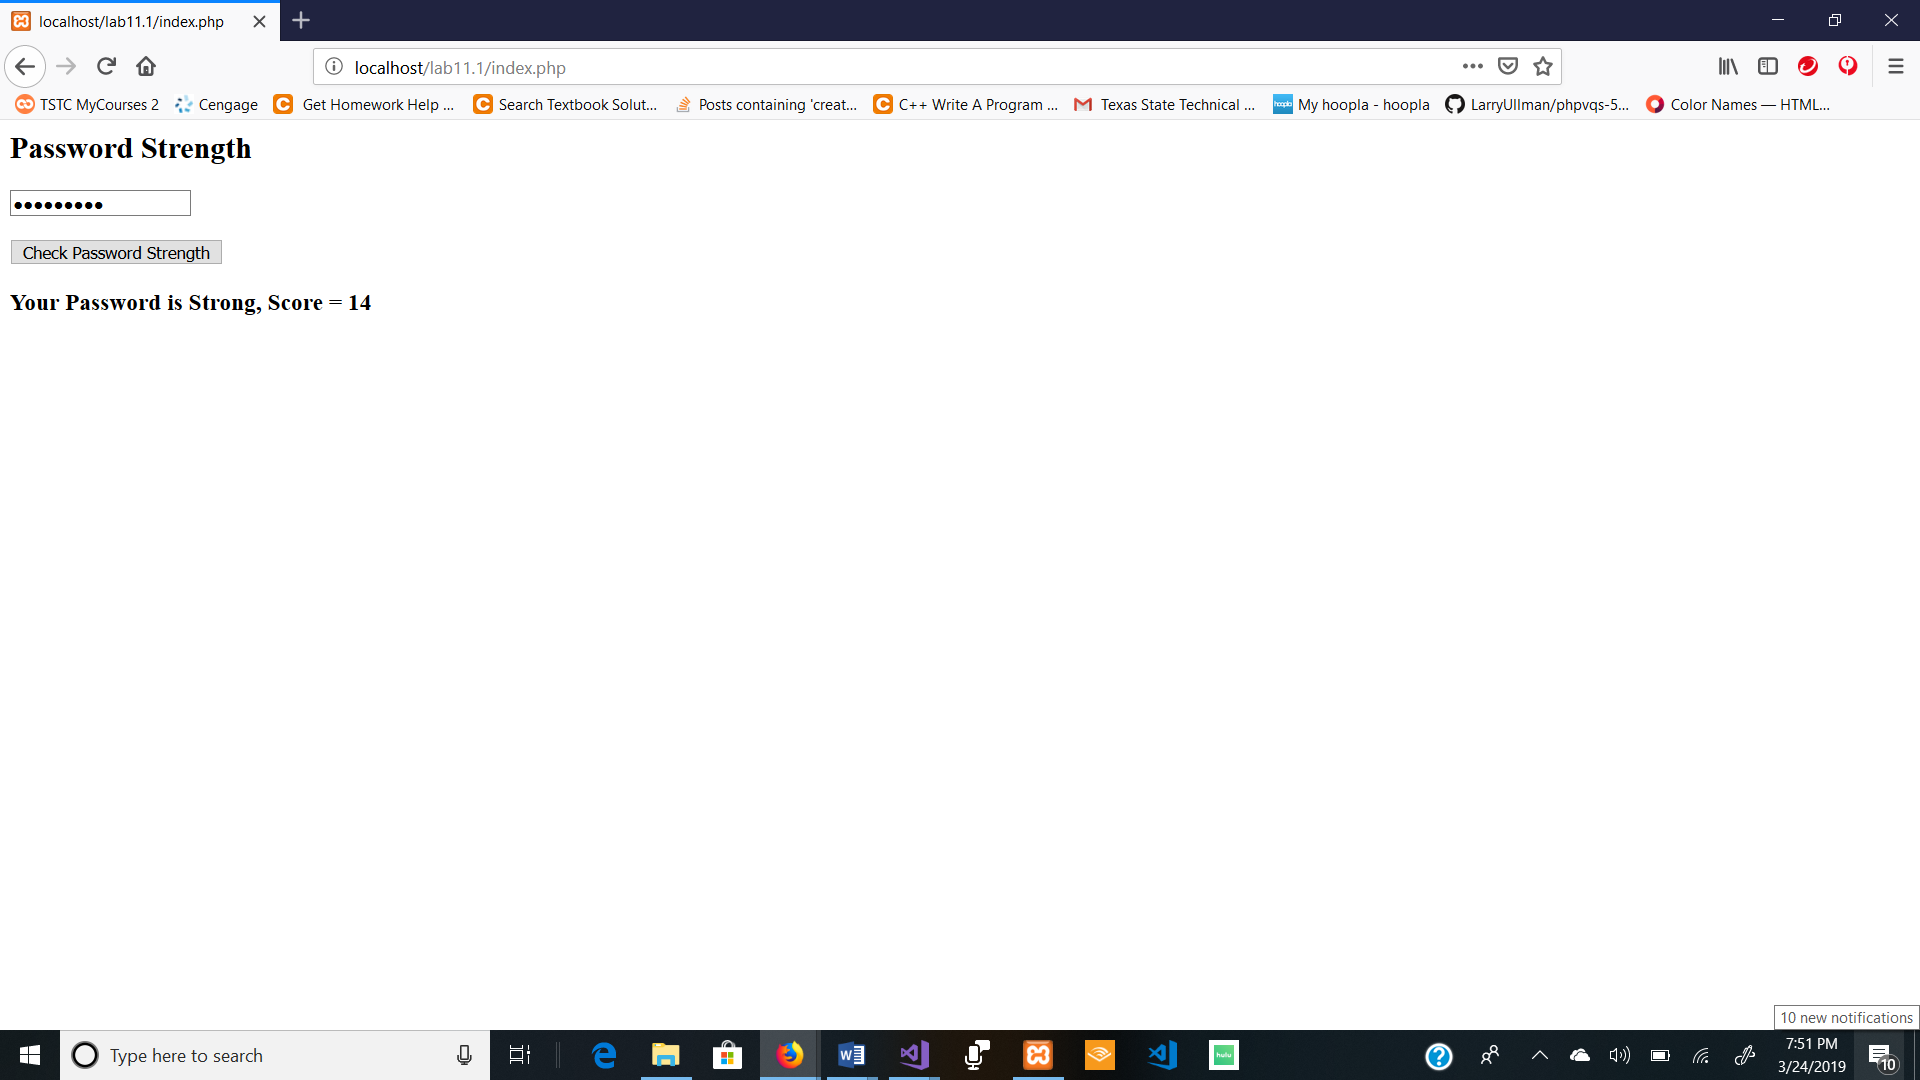 localhost/lab11.1/index.php
localhost/lab11.1/index.php
TSTC MyCourses 2 Cengage Get Homework Help ... Search Textbook Solut... Posts containing 'creat... C++ Write A Program ... Texas State Technical ... hoopla My hoopla - hoopla LarryUllman/phpvqs-5... Color Names — HTML...
Password Strength
•••••••••
Check Password Strength
Your Password is Strong, Score = 14
10 new notifications
Type here to search hulu 7:51 PM
3/24/2019
10